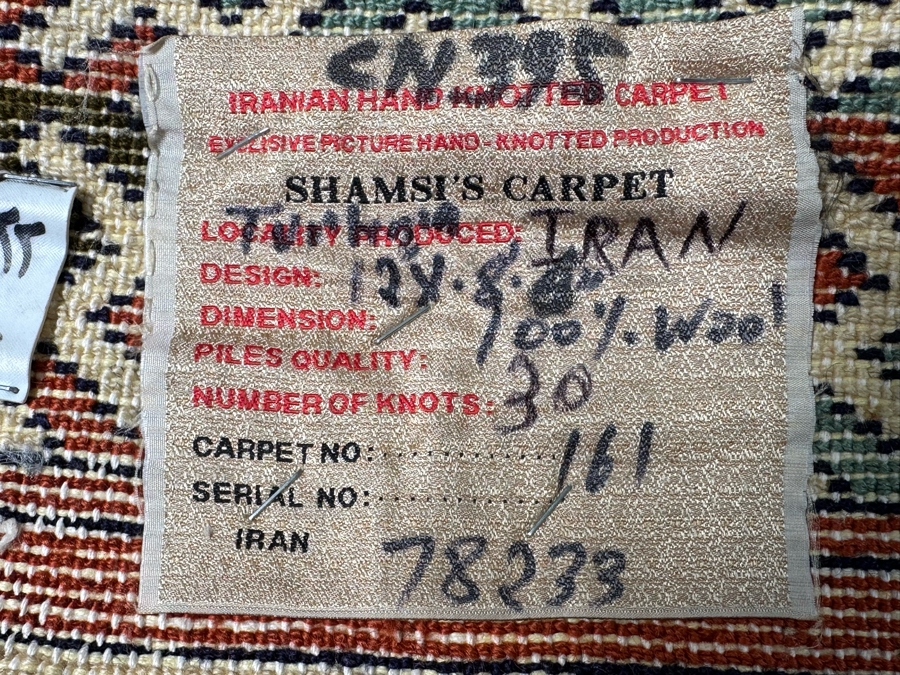 CN 395
IRANIAN HAND KNOTTED CARPET
EXCLISIVE PICTURE HAND - KNOTTED PRODUCTION
SHAMSI'S CARPET
LOCALITY PRODUCED: IRAN
DESIGN:
DIMENSION: 100%. Wool
PILES QUALITY:
NUMBER OF KNOTS: 30
CARPET NO:............. 161
SERIAL NO:.............
IRAN 78233